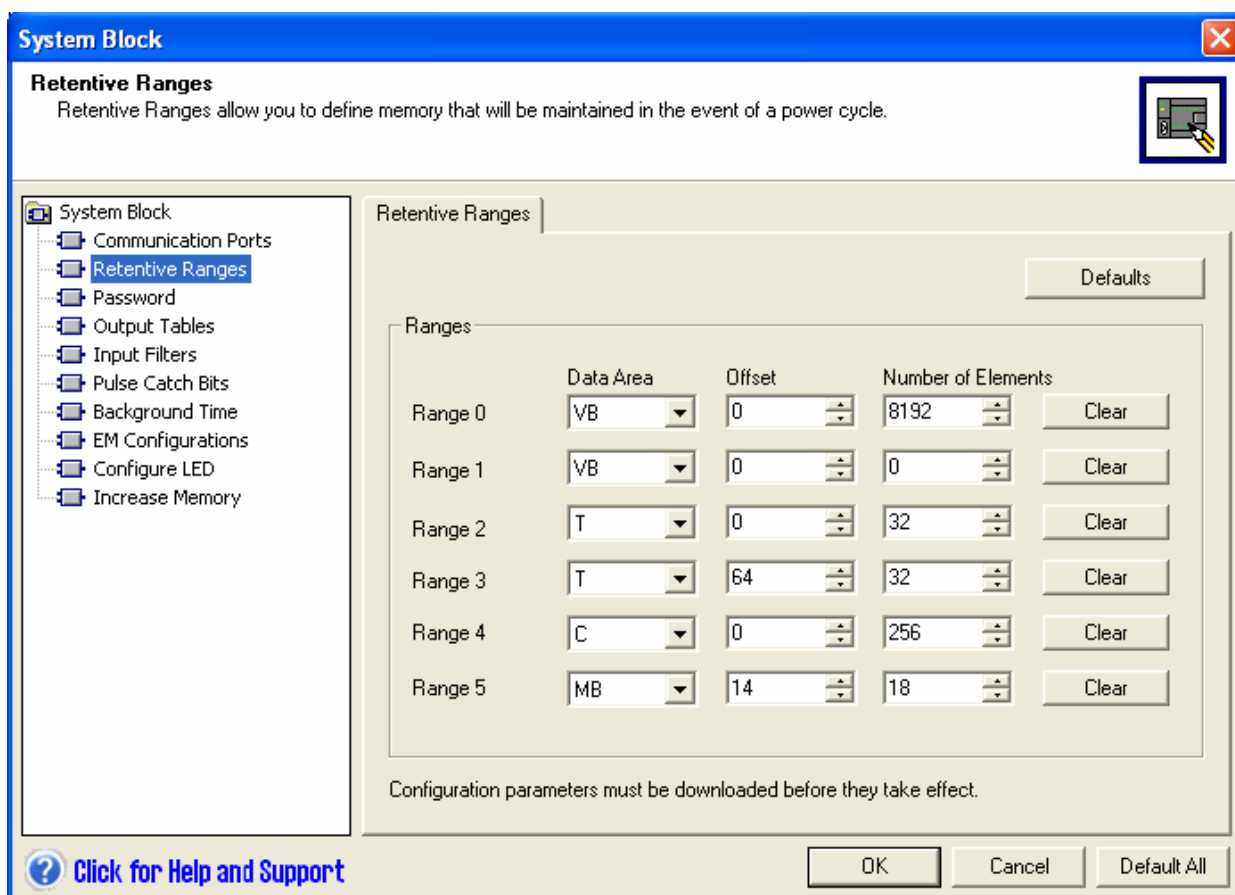 System Block
Retentive Ranges
Retentive Ranges allow you to define memory that will be maintained in the event of a power cycle.
System Block
Communication Ports
Retentive Ranges
Password
Output Tables
Input Filters
Pulse Catch Bits
Background Time
EM Configurations
Configure LED
Increase Memory
Retentive Ranges
Defaults
Ranges
Data Area Offset Number of Elements
Range 0 VB 0 8192 Clear
Range 1 VB 0 0 Clear
Range 2 T 0 32 Clear
Range 3 T 64 32 Clear
Range 4 C 0 256 Clear
Range 5 MB 14 18 Clear
Configuration parameters must be downloaded before they take effect.
Click for Help and Support
OK Cancel Default All